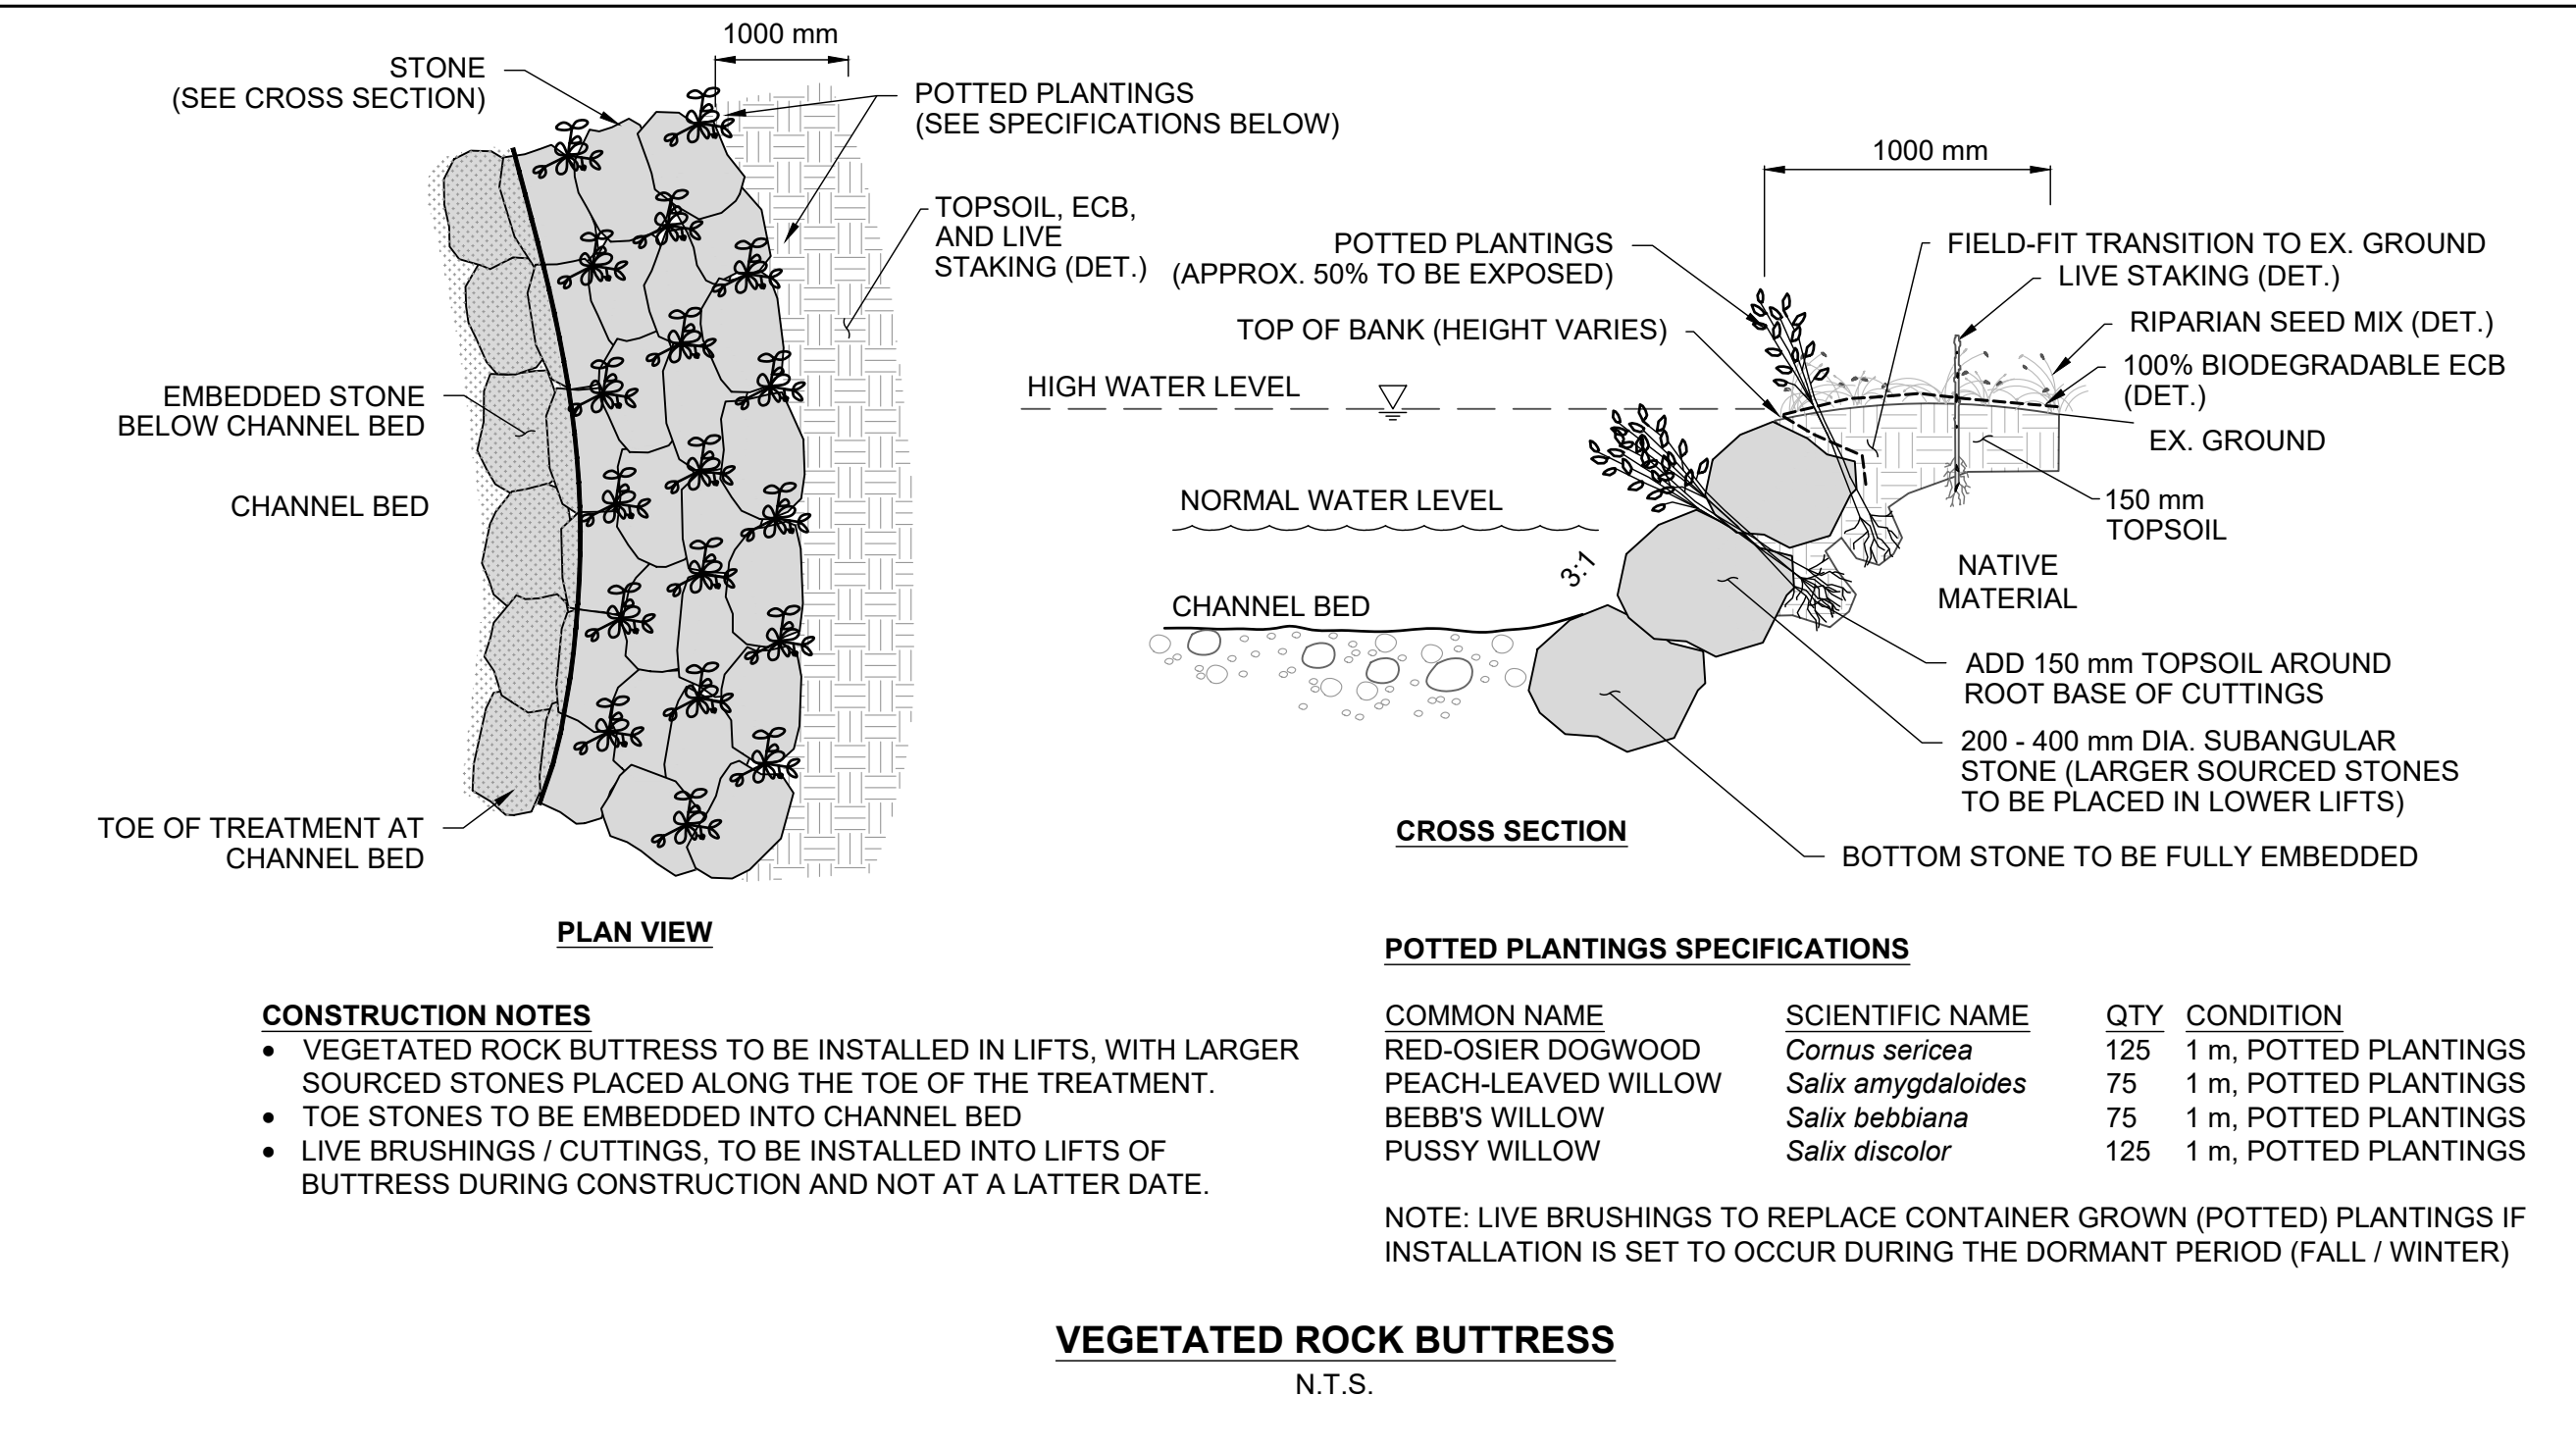 1000 mm
STONE
(SEE CROSS SECTION)
POTTED PLANTINGS
(SEE SPECIFICATIONS BELOW)
TOPSOIL, ECB,
AND LIVE
STAKING (DET.)
EMBEDDED STONE
BELOW CHANNEL BED
CHANNEL BED
TOE OF TREATMENT AT
CHANNEL BED
PLAN VIEW
1000 mm
POTTED PLANTINGS
(APPROX. 50% TO BE EXPOSED)
TOP OF BANK (HEIGHT VARIES)
HIGH WATER LEVEL
NORMAL WATER LEVEL
3:1
CHANNEL BED
FIELD-FIT TRANSITION TO EX. GROUND
LIVE STAKING (DET.)
RIPARIAN SEED MIX (DET.)
100% BIODEGRADABLE ECB
(DET.)
EX. GROUND
150 mm
TOPSOIL
NATIVE
MATERIAL
ADD 150 mm TOPSOIL AROUND
ROOT BASE OF CUTTINGS
200 - 400 mm DIA. SUBANGULAR
STONE (LARGER SOURCED STONES
TO BE PLACED IN LOWER LIFTS)
BOTTOM STONE TO BE FULLY EMBEDDED
CROSS SECTION
CONSTRUCTION NOTES
• VEGETATED ROCK BUTTRESS TO BE INSTALLED IN LIFTS, WITH LARGER
SOURCED STONES PLACED ALONG THE TOE OF THE TREATMENT.
• TOE STONES TO BE EMBEDDED INTO CHANNEL BED
• LIVE BRUSHINGS / CUTTINGS, TO BE INSTALLED INTO LIFTS OF
BUTTRESS DURING CONSTRUCTION AND NOT AT A LATTER DATE.
POTTED PLANTINGS SPECIFICATIONS
COMMON NAME SCIENTIFIC NAME QTY CONDITION
RED-OSIER DOGWOOD Cornus sericea 125 1 m, POTTED PLANTINGS
PEACH-LEAVED WILLOW Salix amygdaloides 75 1 m, POTTED PLANTINGS
BEBB'S WILLOW Salix bebbiana 75 1 m, POTTED PLANTINGS
PUSSY WILLOW Salix discolor 125 1 m, POTTED PLANTINGS
NOTE: LIVE BRUSHINGS TO REPLACE CONTAINER GROWN (POTTED) PLANTINGS IF
INSTALLATION IS SET TO OCCUR DURING THE DORMANT PERIOD (FALL / WINTER)
VEGETATED ROCK BUTTRESS
N.T.S.